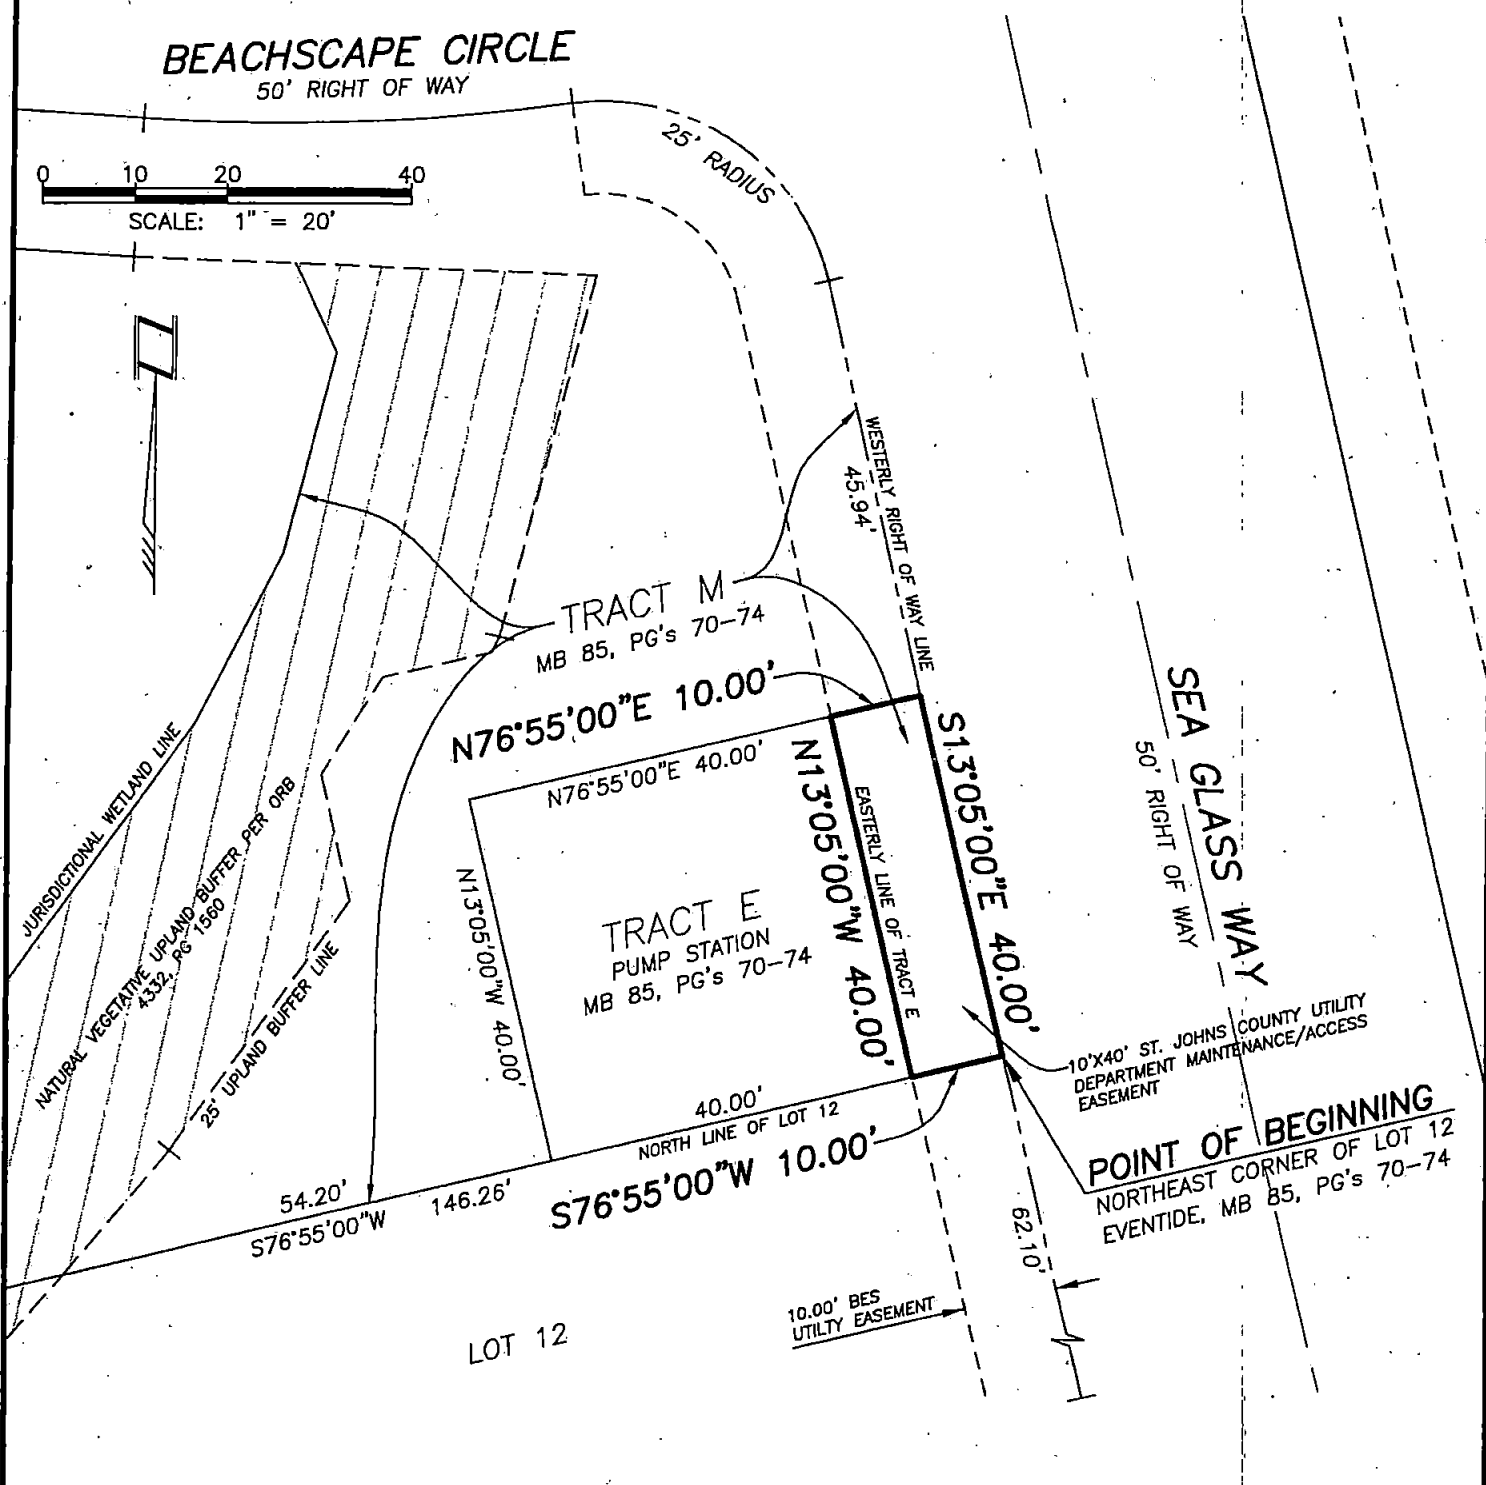 BEACHSCAPE CIRCLE
50' RIGHT OF WAY
25' RADIUS
0 10 20 40
SCALE: 1" = 20'
WESTERLY RIGHT OF WAY LINE
45.94'
TRACT M
MB 85, PG's 70-74
N76°55'00"E 10.00'
N76°55'00"E 40.00'
N13°05'00"W 40.00'
EASTERLY LINE OF TRACT E
S13°05'00"E 40.00'
SEA GLASS WAY
50' RIGHT OF WAY
JURISDICTIONAL WETLAND LINE
NATURAL VEGETATIVE UPLAND BUFFER PER ORB
4332, PG 1560
25' UPLAND BUFFER LINE
N13°05'00"W 40.00'
TRACT E
PUMP STATION
MB 85, PG's 70-74
10'X40' ST. JOHNS COUNTY UTILITY
DEPARTMENT MAINTENANCE/ACCESS
EASEMENT
40.00'
NORTH LINE OF LOT 12
S76°55'00"W 10.00'
POINT OF BEGINNING
NORTHEAST CORNER OF LOT 12
EVENTIDE, MB 85, PG's 70-74
54.20'
S76°55'00"W
146.26'
62.10'
10.00' BES
UTILTY EASEMENT
LOT 12